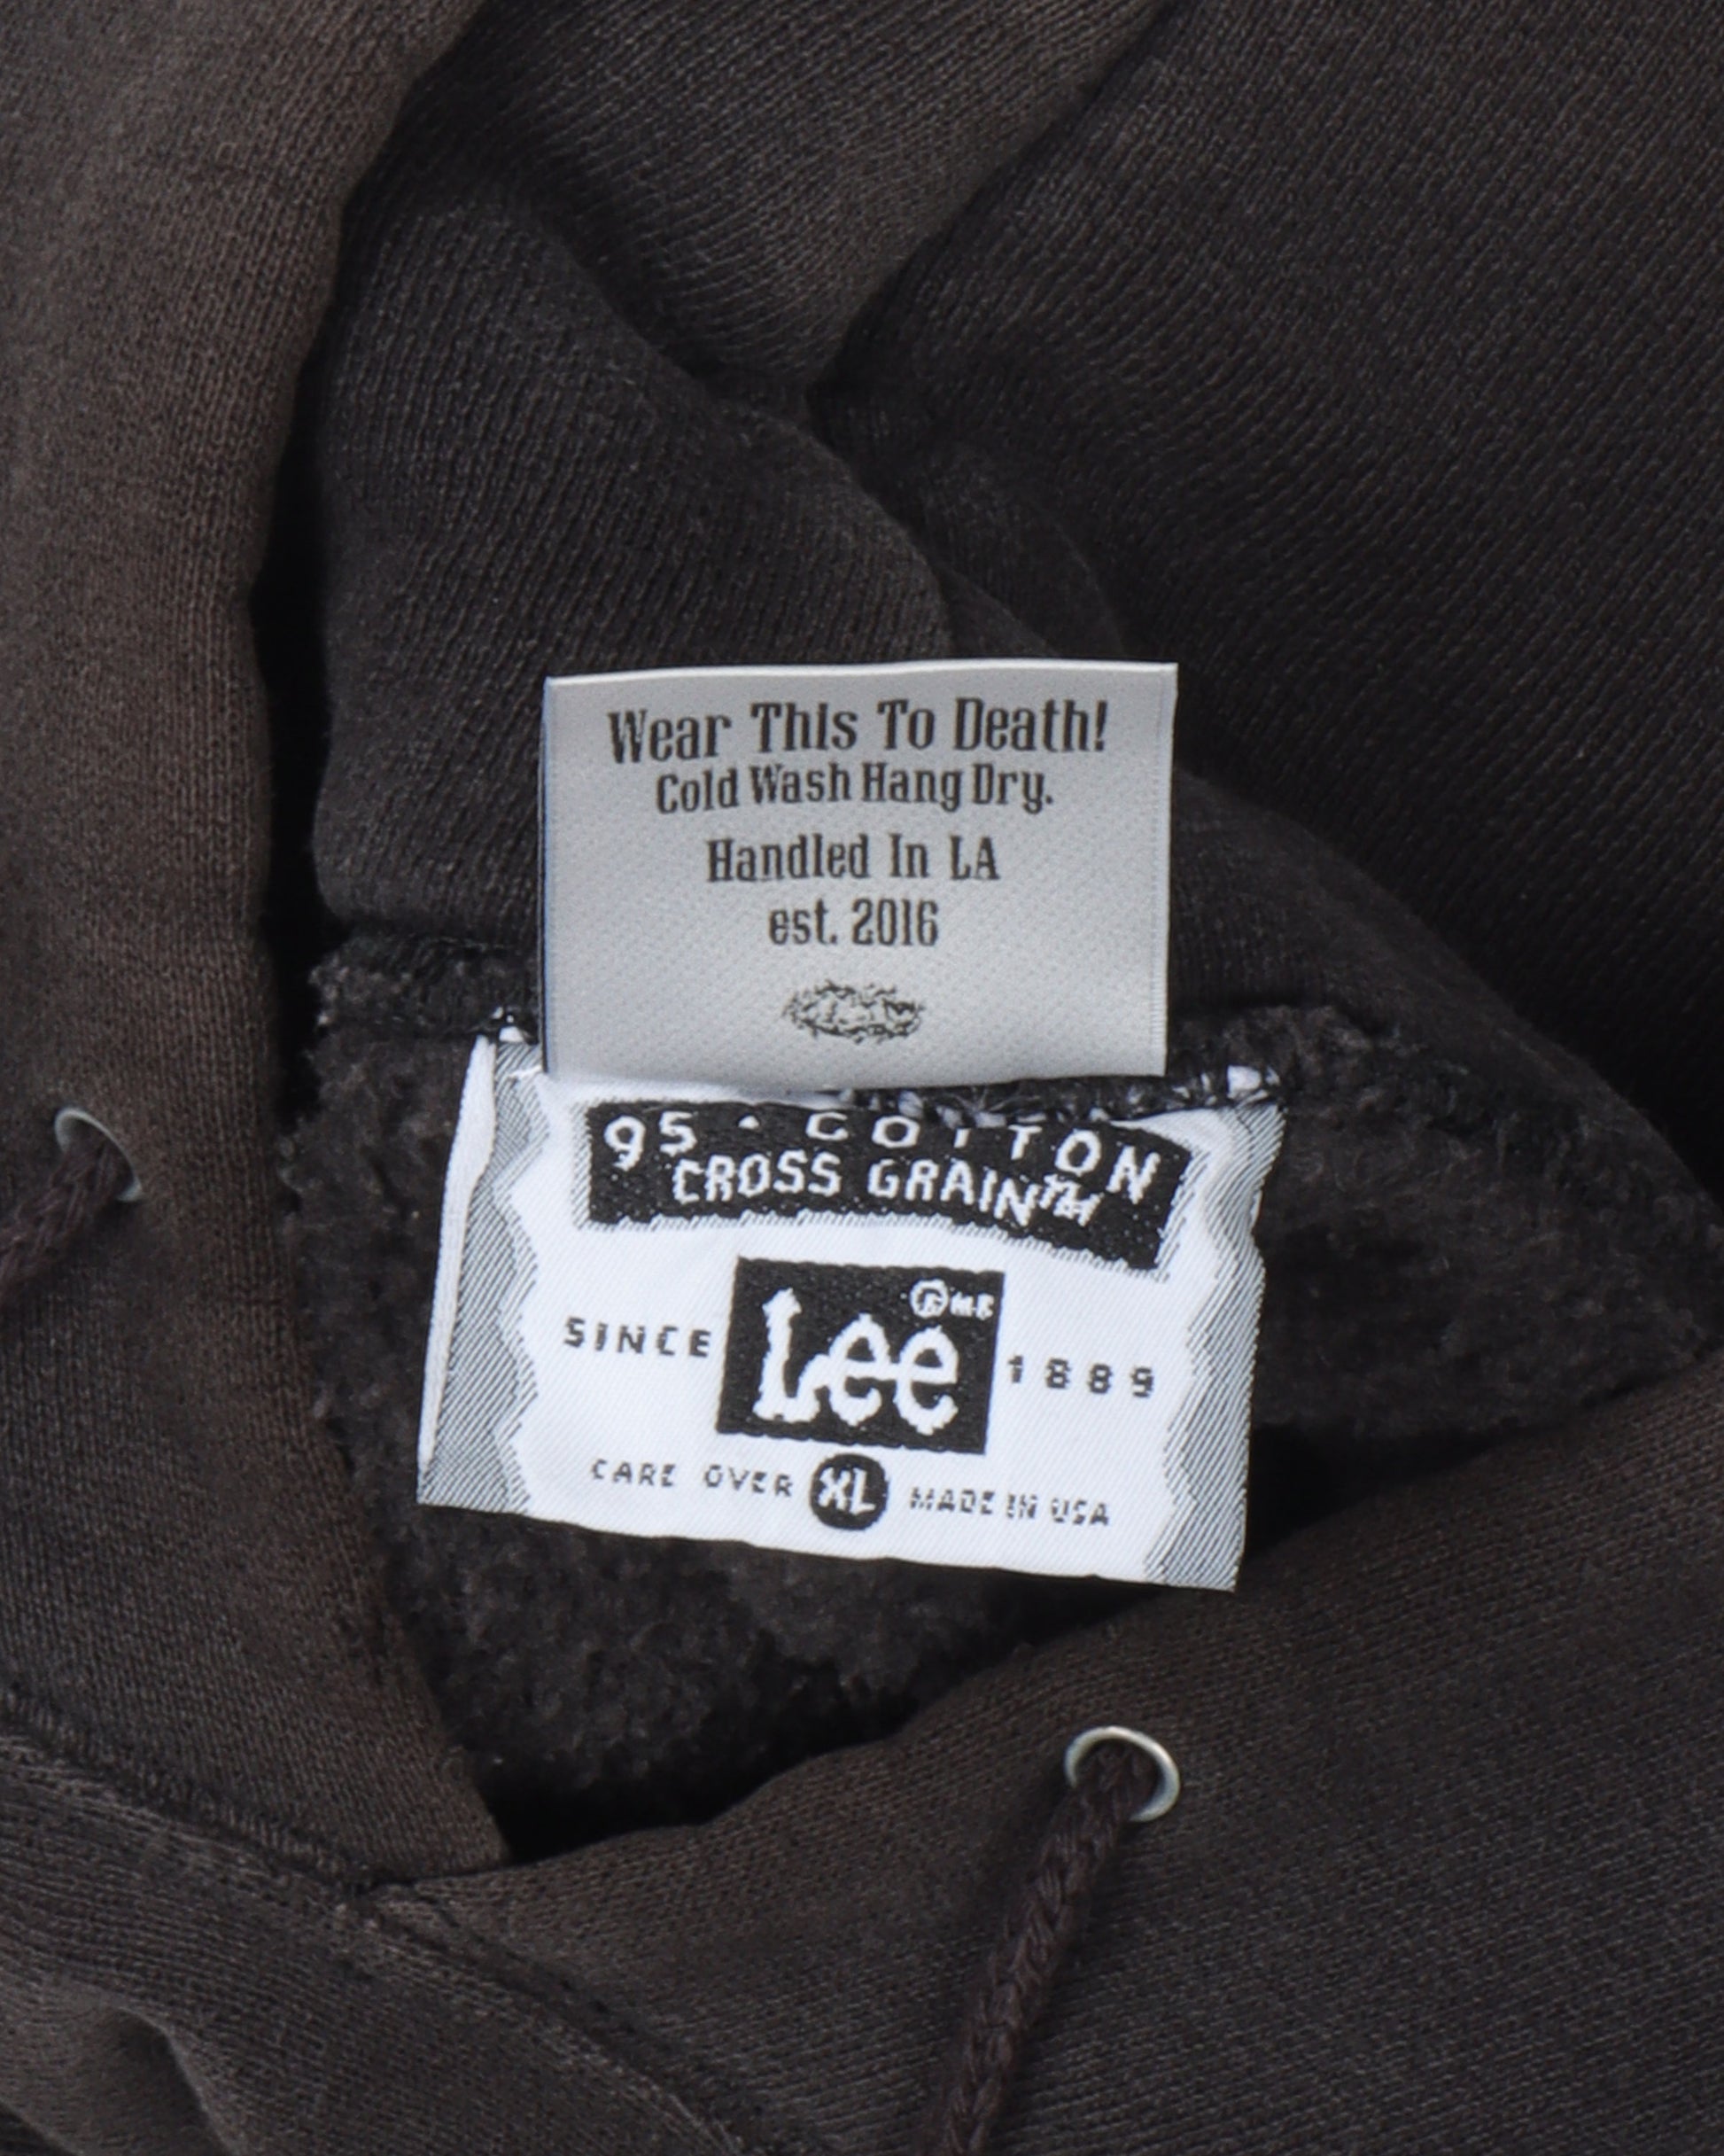 Wear This To Death!
Cold Wash Hang Dry.
Handled In LA
est. 2016
95 · COTTON
CROSS GRAIN™
SINCE Lee ® MR 1889
CARE OVER XL MADE IN USA